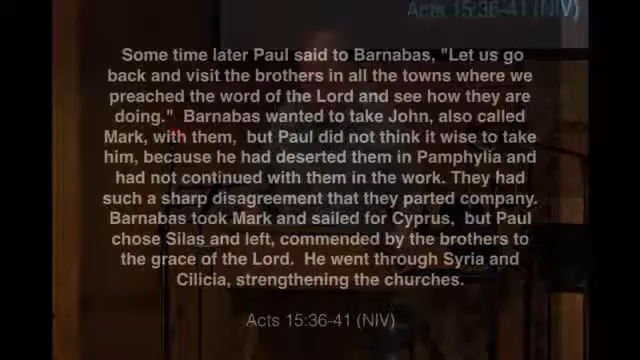 Acts 15:36-41 (NIV)
Some time later Paul said to Barnabas, "Let us go
back and visit the brothers in all the towns where we
preached the word of the Lord and see how they are
doing."  Barnabas wanted to take John, also called
Mark, with them,  but Paul did not think it wise to take
him, because he had deserted them in Pamphylia and
had not continued with them in the work. They had
such a sharp disagreement that they parted company.
Barnabas took Mark and sailed for Cyprus,  but Paul
chose Silas and left, commended by the brothers to
the grace of the Lord.  He went through Syria and
Cilicia, strengthening the churches.
Acts 15:36-41 (NIV)